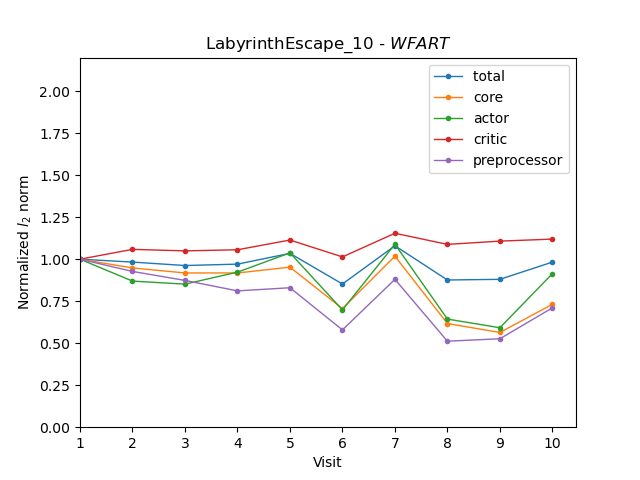 LabyrinthEscape_10 - WFART
total
core
actor
critic
preprocessor
2.00
1.75
1.50
1.25
1.00
0.75
0.50
0.25
0.00
Normalized l₂ norm
1 2 3 4 5 6 7 8 9 10
Visit